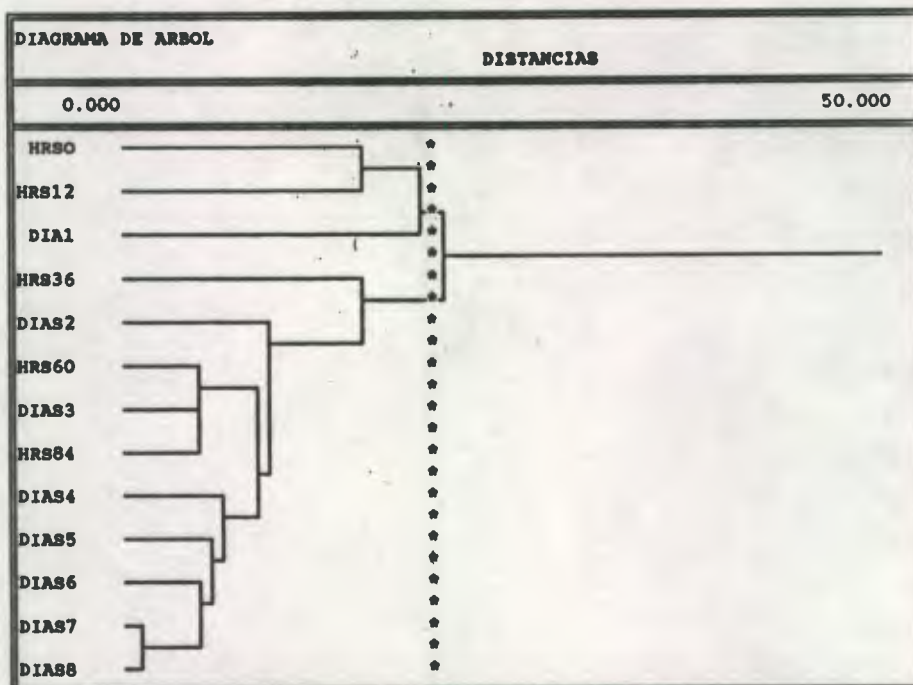 DIAGRAMA DE ARBOL
DISTANCIAS
0.000 50.000
HRS0
HRS12
DIA1
HRS36
DIAS2
HRS60
DIAS3
HRS84
DIAS4
DIAS5
DIAS6
DIAS7
DIAS8